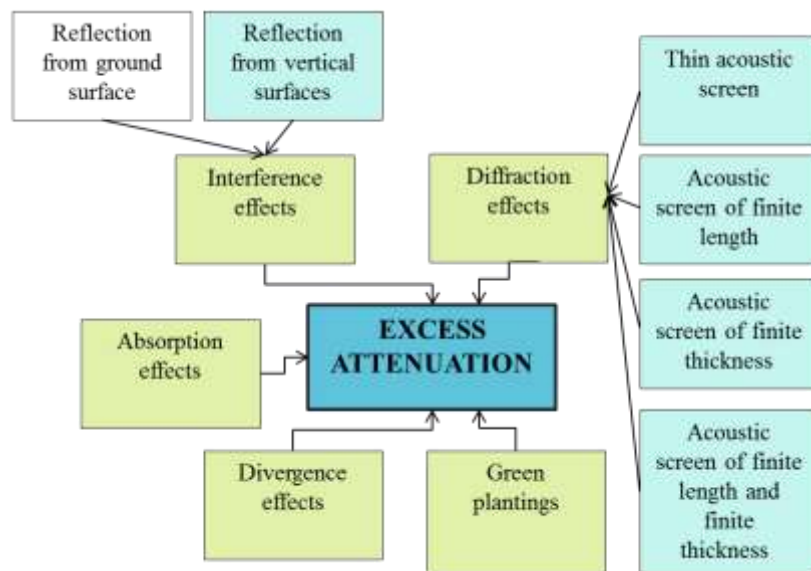 Reflection
from ground
surface
Reflection
from vertical
surfaces
Thin acoustic
screen
Interference
effects
Diffraction
effects
Acoustic
screen of finite
length
Absorption
effects
EXCESS
ATTENUATION
Acoustic
screen of finite
thickness
Divergence
effects
Green
plantings
Acoustic
screen of finite
length and
finite
thickness